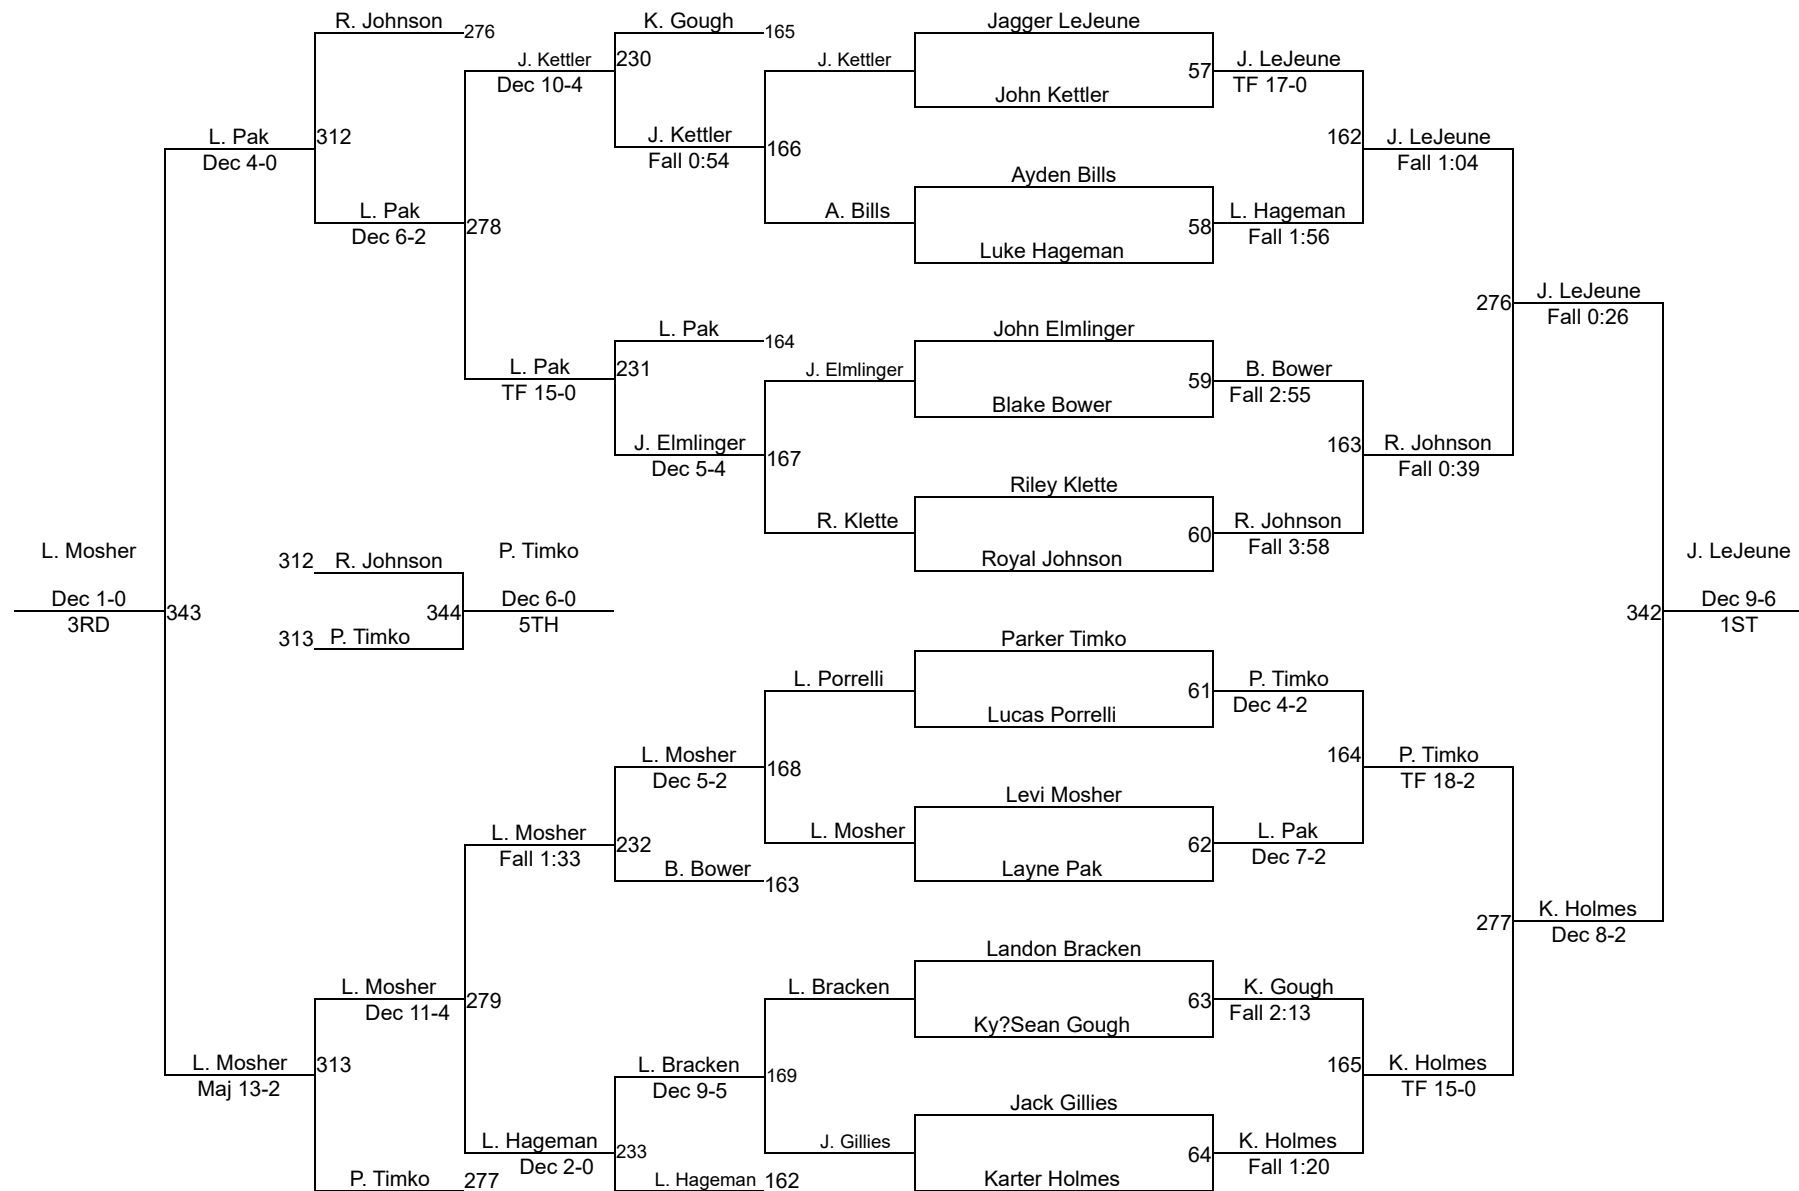 R. Johnson
276
K. Gough
165
Jagger LeJeune
J. Kettler
230
J. Kettler
57
J. LeJeune
Dec 10-4
TF 17-0
John Kettler
L. Pak
312
J. Kettler
166
162
J. LeJeune
Dec 4-0
Fall 0:54
Fall 1:04
Ayden Bills
L. Pak
278
A. Bills
58
L. Hageman
Dec 6-2
Fall 1:56
Luke Hageman
276
J. LeJeune
Fall 0:26
L. Pak
164
John Elmlinger
L. Pak
231
J. Elmlinger
59
B. Bower
TF 15-0
Fall 2:55
Blake Bower
J. Elmlinger
167
163
R. Johnson
Dec 5-4
Fall 0:39
Riley Klette
R. Klette
60
R. Johnson
Fall 3:58
L. Mosher
312
R. Johnson
P. Timko
Royal Johnson
J. LeJeune
Dec 1-0
343
344
Dec 6-0
342
Dec 9-6
3RD
5TH
1ST
313
P. Timko
Parker Timko
L. Porrelli
61
P. Timko
Dec 4-2
Lucas Porrelli
L. Mosher
168
164
P. Timko
Dec 5-2
TF 18-2
Levi Mosher
L. Mosher
232
L. Mosher
62
L. Pak
Fall 1:33
Dec 7-2
B. Bower
163
Layne Pak
277
K. Holmes
Dec 8-2
Landon Bracken
L. Mosher
279
L. Bracken
63
K. Gough
Dec 11-4
Fall 2:13
Ky?Sean Gough
L. Mosher
313
L. Bracken
169
165
K. Holmes
Maj 13-2
Dec 9-5
TF 15-0
Jack Gillies
L. Hageman
233
J. Gillies
64
K. Holmes
Dec 2-0
Fall 1:20
P. Timko
277
L. Hageman
162
Karter Holmes